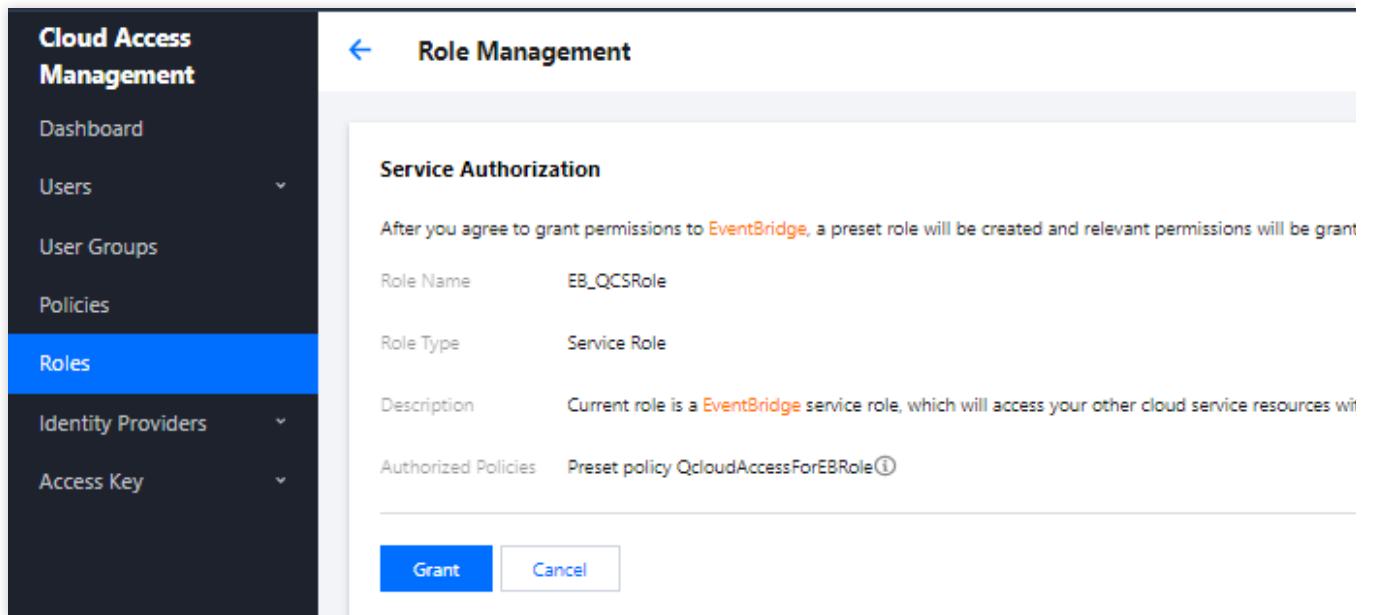 Cloud Access
Management
Dashboard
Users
User Groups
Policies
Roles
Identity Providers
Access Key
Role Management
Service Authorization
After you agree to grant permissions to EventBridge, a preset role will be created and relevant permissions will be grant
Role Name EB_QCSRole
Role Type Service Role
Description Current role is a EventBridge service role, which will access your other cloud service resources
Authorized Policies Preset policy QcloudAccessForEBRole
Grant Cancel